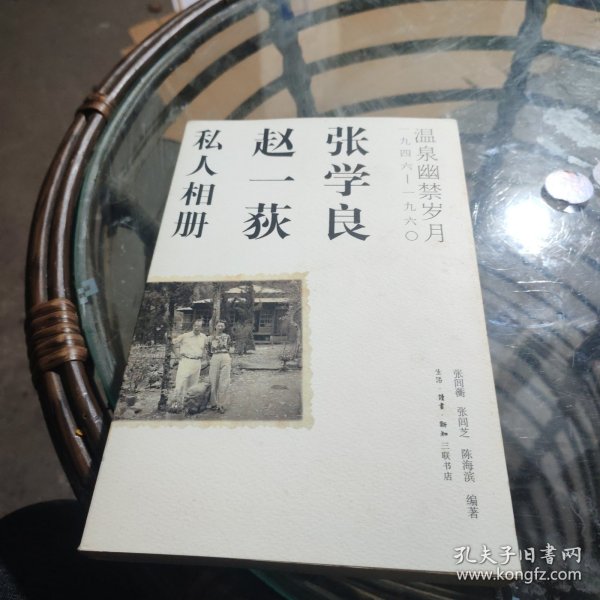 温泉幽禁岁月
一九四六—一九六〇
张学良
赵一荻
私人相册
张闾蘅 张闾芝 陈海滨 编著
生活·读书·新知 三联书店
孔夫子旧书网
www.kongfz.com